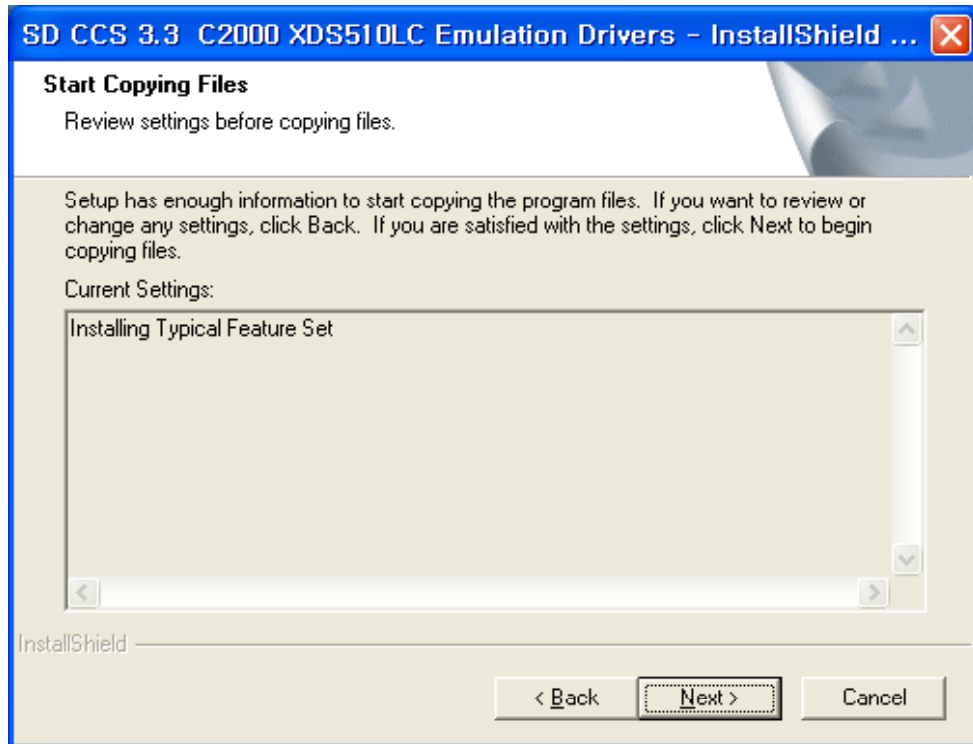 SD CCS 3.3  C2000 XDS510LC Emulation Drivers - InstallShield ...
Start Copying Files
Review settings before copying files.
Setup has enough information to start copying the program files.  If you want to review or
change any settings, click Back.  If you are satisfied with the settings, click Next to begin
copying files.
Current Settings:
Installing Typical Feature Set
InstallShield
< Back
Next >
Cancel